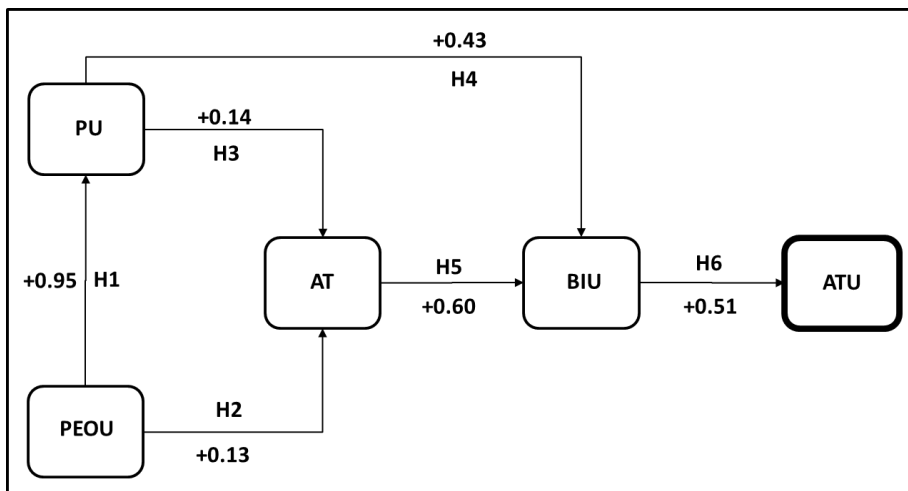 +0.43
H4
PU
+0.14
H3
+0.95 H1
AT
H5
+0.60
BIU
H6
+0.51
ATU
PEOU
H2
+0.13